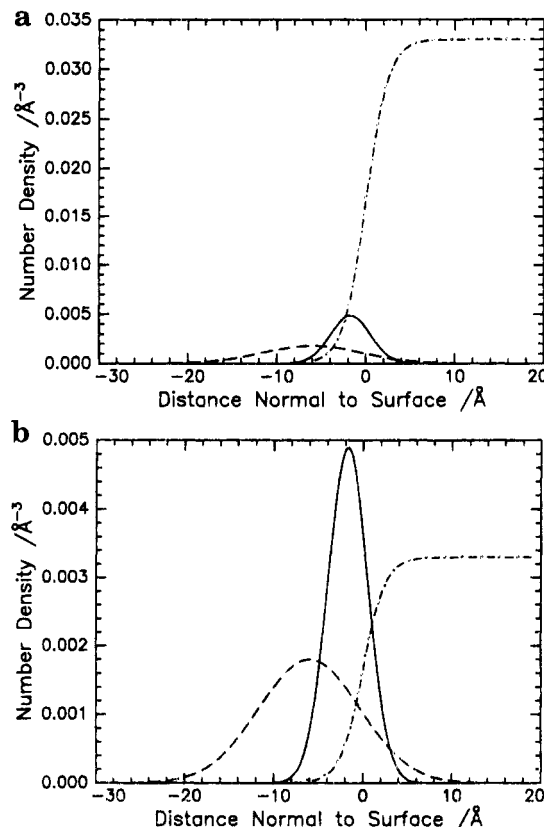 a
0.035
0.030
0.025
0.020
0.015
0.010
0.005
0.000
Number Density /Å⁻³
−30 −20 −10 0 10 20
Distance Normal to Surface /Å
b
0.005
0.004
0.003
0.002
0.001
0.000
Number Density /Å⁻³
−30 −20 −10 0 10 20
Distance Normal to Surface /Å